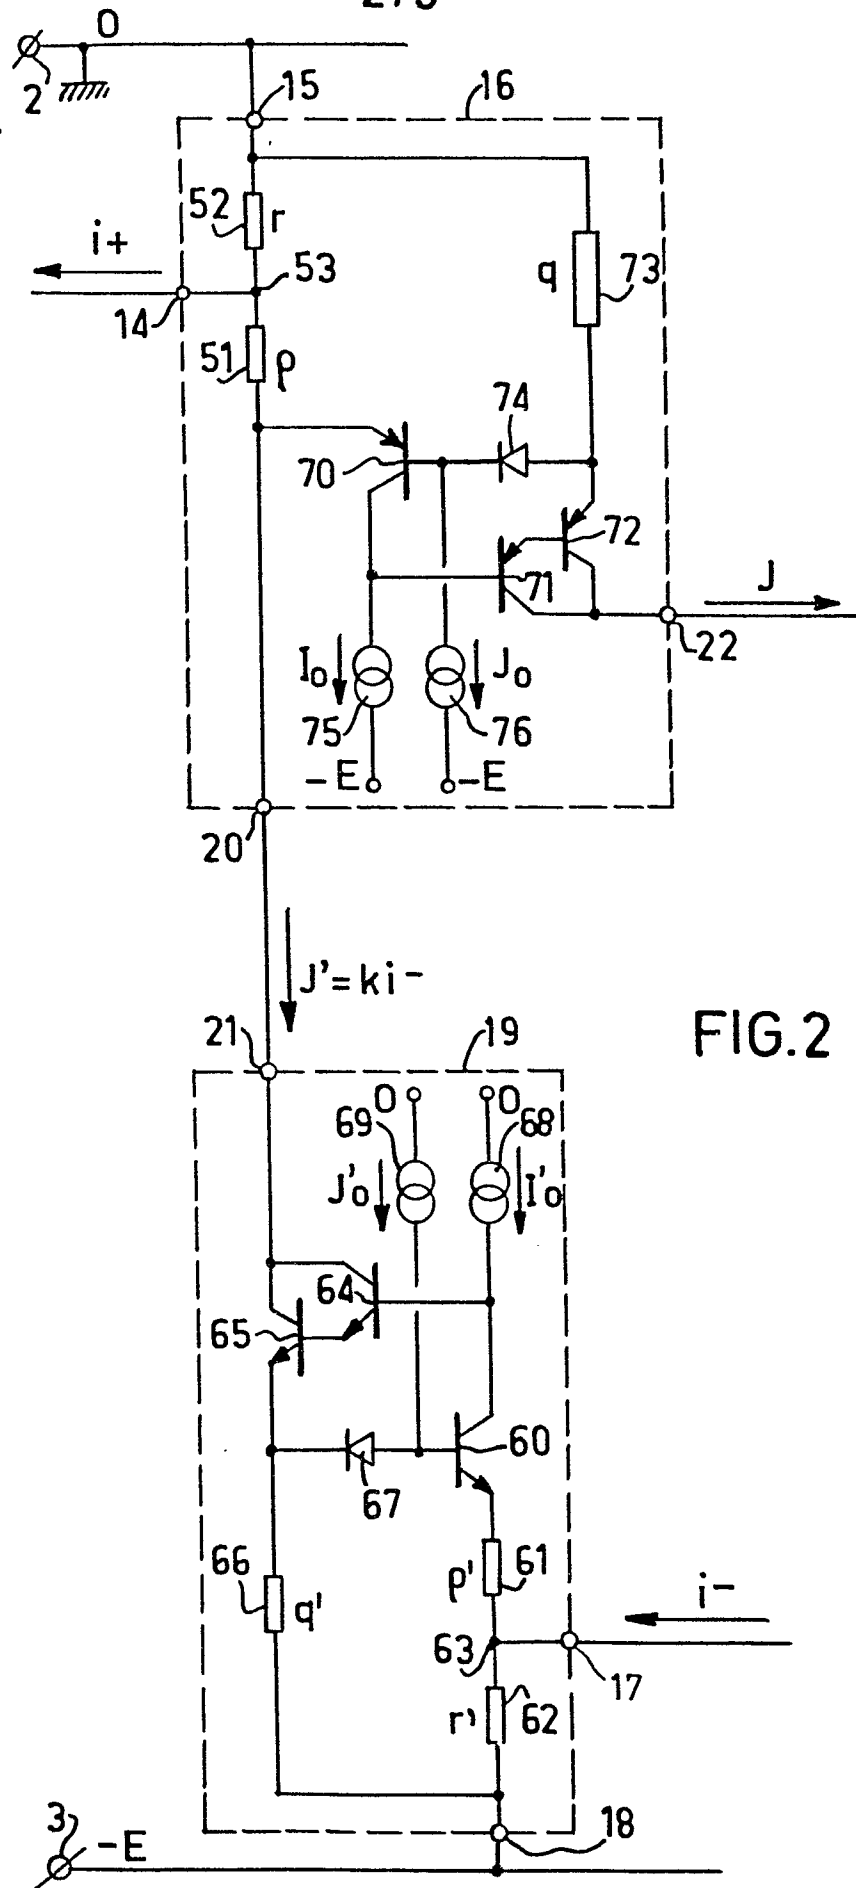 0
2
15
16
52
r
i+
53
14
q
73
51
ρ
74
70
72
71
J
22
I₀
J₀
75
76
-E
-E
20
J'=ki-
21
19
FIG.2
0
0
69
68
J'₀
I'₀
64
65
60
67
66
61
p'
q'
i-
63
17
r'
62
3
-E
18